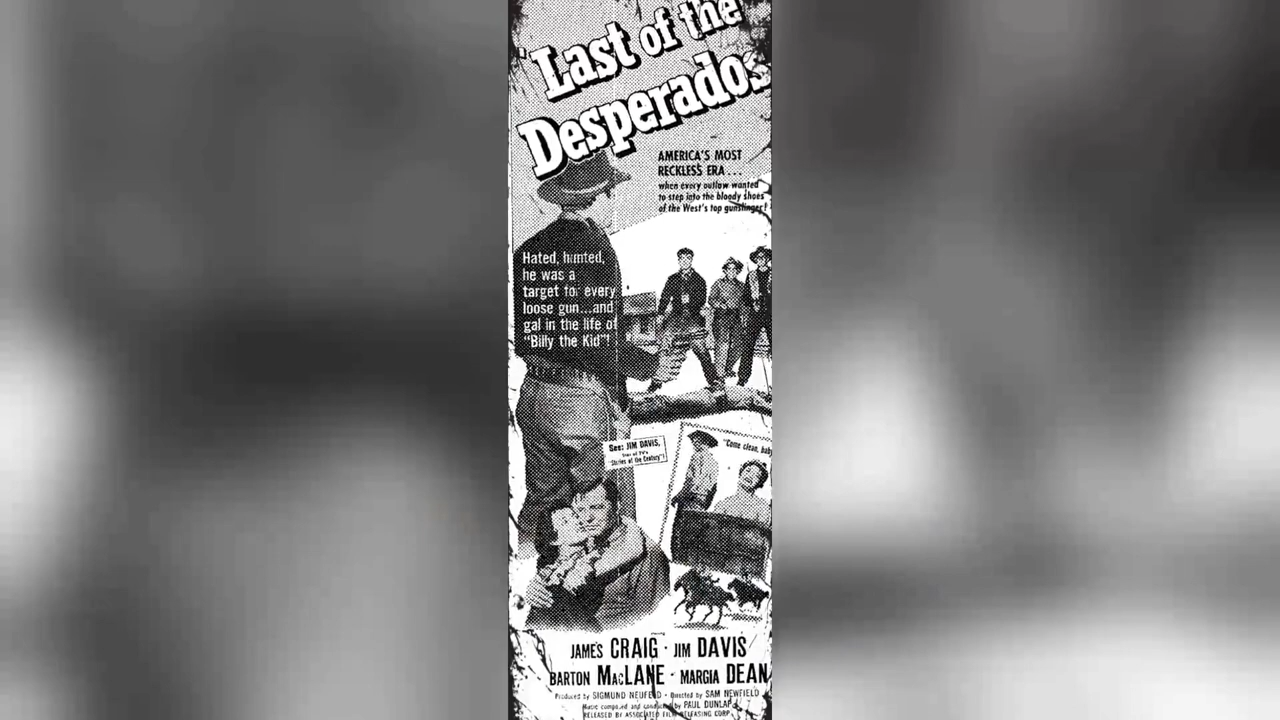 Last of the
Desperados
AMERICA'S MOST
RECKLESS ERA...
when every outlaw wanted
to step into the bloody shoes
of the West's top gunslinger!
Hated, hunted,
he was a
target for every
loose gun...and
gal in the life of
"Billy the Kid"!
See: JIM DAVIS,
Star of TV's
"Stories of the Century"!
"Come clean, baby
starring
JAMES CRAIG · JIM DAVIS
BARTON MacLANE · MARGIA DEAN
Produced by SIGMUND NEUFELD · Directed by SAM NEWFIELD
Music composed and conducted by PAUL DUNLAP
RELEASED BY ASSOCIATED FILM RELEASING CORP.